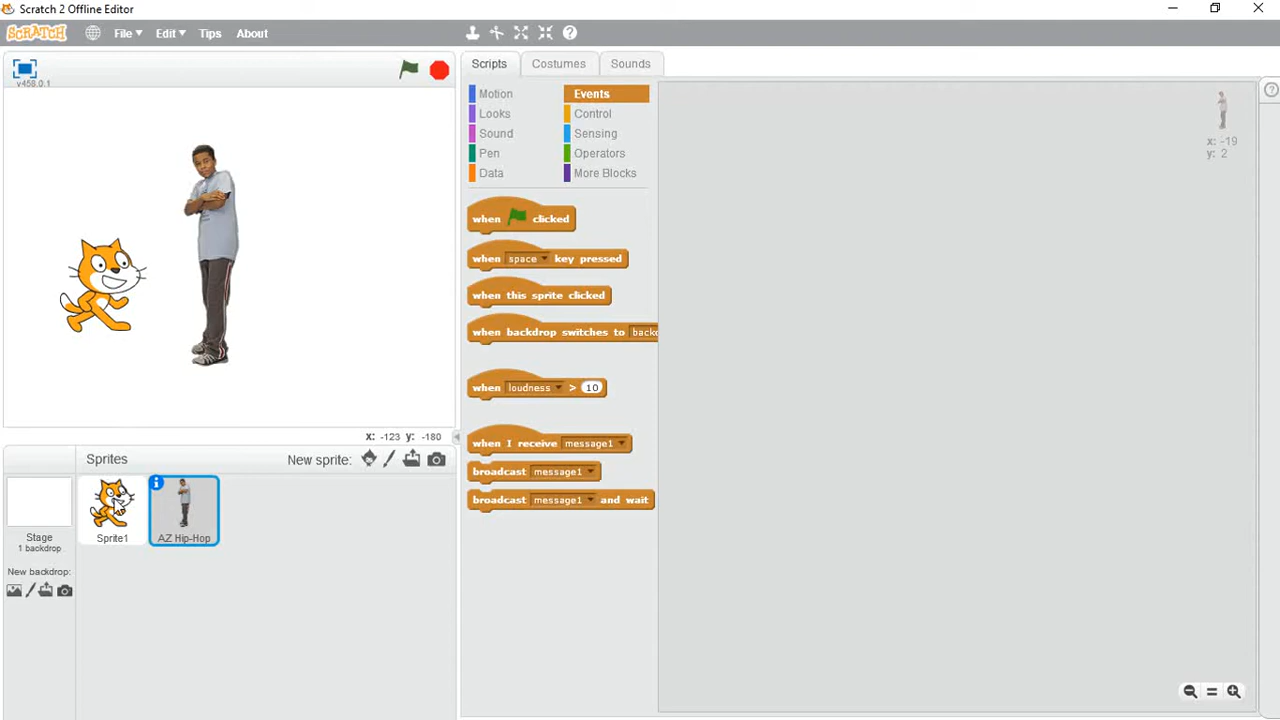 Scratch 2 Offline Editor
SCRATCH File Edit Tips About
v458.0.1
Scripts Costumes Sounds
Motion Events
Looks Control
Sound Sensing
Pen Operators
Data More Blocks
x: -19
y: 2
when clicked
when space key pressed
when this sprite clicked
when backdrop switches to
when loudness > 10
when I receive message1
broadcast message1
broadcast message1 and wait
x: -123 y: -180
Sprites New sprite:
Stage
1 backdrop
New backdrop:
Sprite1
AZ Hip-Hop